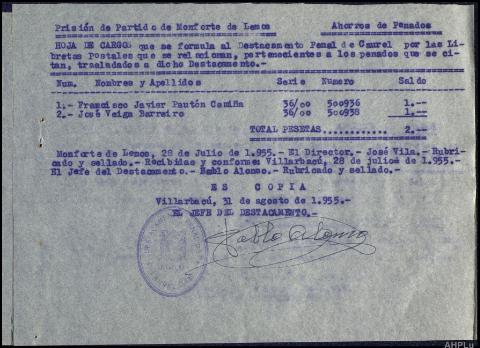 Prisión de Partido de Monforte de Lemos Ahorros de Penados
HOJA DE CARGOS que se formula al Destacamento Penal de Caurel por las Li-
bretas Postales que se relacionan, pertenecientes a los penados que se ci-
tan, trasladados a dicho Destacamento.-
Num. Nombres y Apellidos Serie Numero Saldo
1.- Francisco Javier Pautón Camiña 36/00 500936 1.--
2.- José Veiga Barreiro 36/00 500938 1.--
TOTAL PESETAS............ 2.--
Monforte de Lemos, 28 de Julio de 1.955.- El Director.- José Vila.- Rubri-
cado y sellado.- Recibidas y conforme: Villarbacú, 28 de julio de 1.955.-
El Jefe del Destacamento.- Pablo Alonso.- Rubricado y sellado.-
ES COPIA
Villarbacú, 31 de agosto de 1.955.-
EL JEFE DEL DESTACAMENTO.-
Pablo Alonso
AHPLu